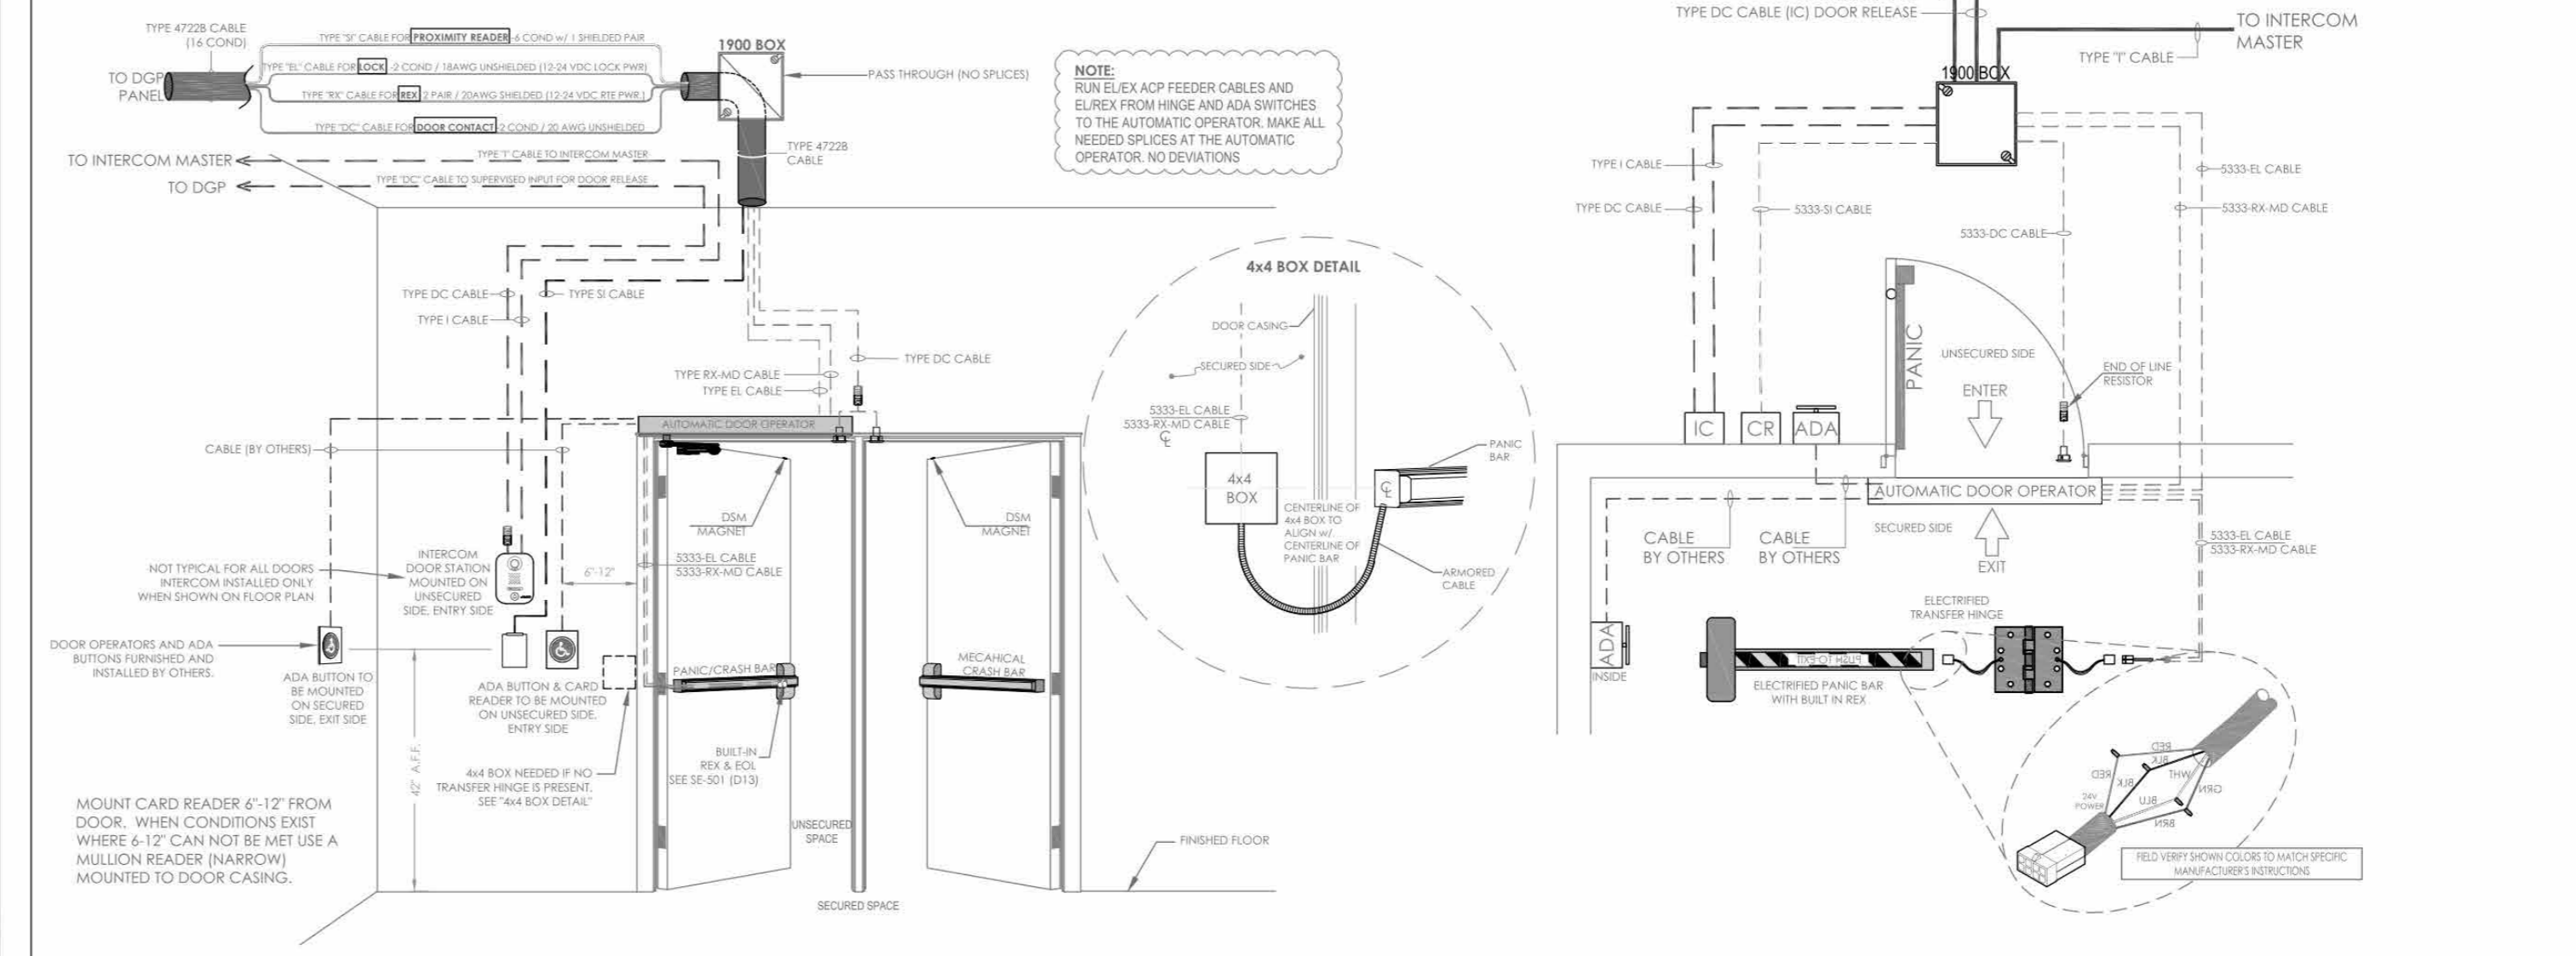 TYPE 4722B CABLE
(16 COND)
TO DGP
PANEL
TYPE "SI" CABLE FOR PROXIMITY READER -6 COND w/ 1 SHIELDED PAIR
TYPE "EL" CABLE FOR LOCK -2 COND / 18AWG UNSHIELDED (12-24 VDC LOCK PWR)
TYPE "RX" CABLE FOR REX 2 PAIR / 20AWG SHIELDED (12-24 VDC RTE PWR.)
TYPE "DC" CABLE FOR DOOR CONTACT -2 COND / 20 AWG UNSHIELDED
1900 BOX
PASS THROUGH (NO SPLICES)
TYPE 4722B
CABLE
TO INTERCOM MASTER
TYPE "I" CABLE TO INTERCOM MASTER
TO DGP
TYPE "DC" CABLE TO SUPERVISED INPUT FOR DOOR RELEASE
NOTE:
RUN EL/EX ACP FEEDER CABLES AND
EL/REX FROM HINGE AND ADA SWITCHES
TO THE AUTOMATIC OPERATOR. MAKE ALL
NEEDED SPLICES AT THE AUTOMATIC
OPERATOR. NO DEVIATIONS
TYPE DC CABLE
TYPE SI CABLE
TYPE I CABLE
TYPE DC CABLE
TYPE RX-MD CABLE
TYPE EL CABLE
AUTOMATIC DOOR OPERATOR
CABLE (BY OTHERS)
DSM
MAGNET
DSM
MAGNET
5333-EL CABLE
5333-RX-MD CABLE
6"-12"
INTERCOM
DOOR STATION
MOUNTED ON
UNSECURED
SIDE, ENTRY SIDE
NOT TYPICAL FOR ALL DOORS
INTERCOM INSTALLED ONLY
WHEN SHOWN ON FLOOR PLAN
DOOR OPERATORS AND ADA
BUTTONS FURNISHED AND
INSTALLED BY OTHERS.
ADA BUTTON TO
BE MOUNTED
ON SECURED
SIDE, EXIT SIDE
ADA BUTTON & CARD
READER TO BE MOUNTED
ON UNSECURED SIDE,
ENTRY SIDE
PANIC/CRASH BAR
MECAHICAL
CRASH BAR
BUILT-IN
REX & EOL
SEE SE-501 (D13)
4x4 BOX NEEDED IF NO
TRANSFER HINGE IS PRESENT.
SEE "4x4 BOX DETAIL"
42" A.F.F.
MOUNT CARD READER 6"-12" FROM
DOOR. WHEN CONDITIONS EXIST
WHERE 6-12" CAN NOT BE MET USE A
MULLION READER (NARROW)
MOUNTED TO DOOR CASING.
UNSECURED
SPACE
SECURED SPACE
FINISHED FLOOR
4x4 BOX DETAIL
DOOR CASING
SECURED SIDE
5333-EL CABLE
5333-RX-MD CABLE
℄
4x4
BOX
℄
PANIC
BAR
CENTERLINE OF
4x4 BOX TO
ALIGN w/.
CENTERLINE OF
PANIC BAR
ARMORED
CABLE
TYPE DC CABLE (IC) DOOR RELEASE
TO INTERCOM
MASTER
TYPE "I" CABLE
1900 BOX
TYPE I CABLE
TYPE DC CABLE
5333-SI CABLE
5333-DC CABLE
5333-EL CABLE
5333-RX-MD CABLE
PANIC
UNSECURED SIDE
ENTER
END OF LINE
RESISTOR
IC
CR
ADA
AUTOMATIC DOOR OPERATOR
SECURED SIDE
EXIT
CABLE
BY OTHERS
CABLE
BY OTHERS
5333-EL CABLE
5333-RX-MD CABLE
ADA
INSIDE
ELECTRIFIED
TRANSFER HINGE
PUSH TO EXIT
ELECTRIFIED PANIC BAR
WITH BUILT IN REX
RED
BLK
RED
BLK
WHT
GRN
BLU
BRN
24V
POWER
FIELD VERIFY SHOWN COLORS TO MATCH SPECIFIC
MANUFACTURER'S INSTRUCTIONS